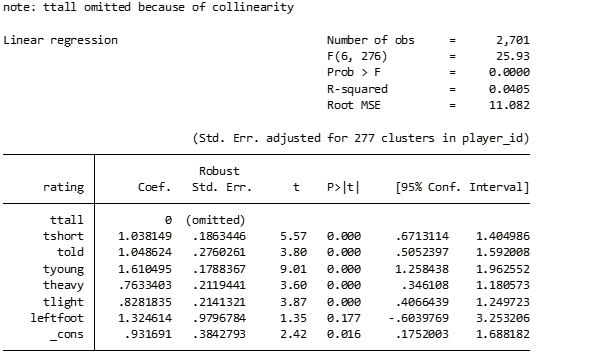 note: ttall omitted because of collinearity
Linear regression Number of obs = 2,701
F(6, 276) = 25.93
Prob > F = 0.0000
R-squared = 0.0405
Root MSE = 11.082
(Std. Err. adjusted for 277 clusters in player_id)
Robust
rating Coef. Std. Err. t P>|t| [95% Conf. Interval]
ttall 0 (omitted)
tshort 1.038149 .1863446 5.57 0.000 .6713114 1.404986
told 1.048624 .2760261 3.80 0.000 .5052397 1.592008
tyoung 1.610495 .1788367 9.01 0.000 1.258438 1.962552
theavy .7633403 .2119441 3.60 0.000 .346108 1.180573
tlight .8281835 .2141321 3.87 0.000 .4066439 1.249723
leftfoot 1.324614 .9796784 1.35 0.177 -.6039769 3.253206
_cons .931691 .3842793 2.42 0.016 .1752003 1.688182